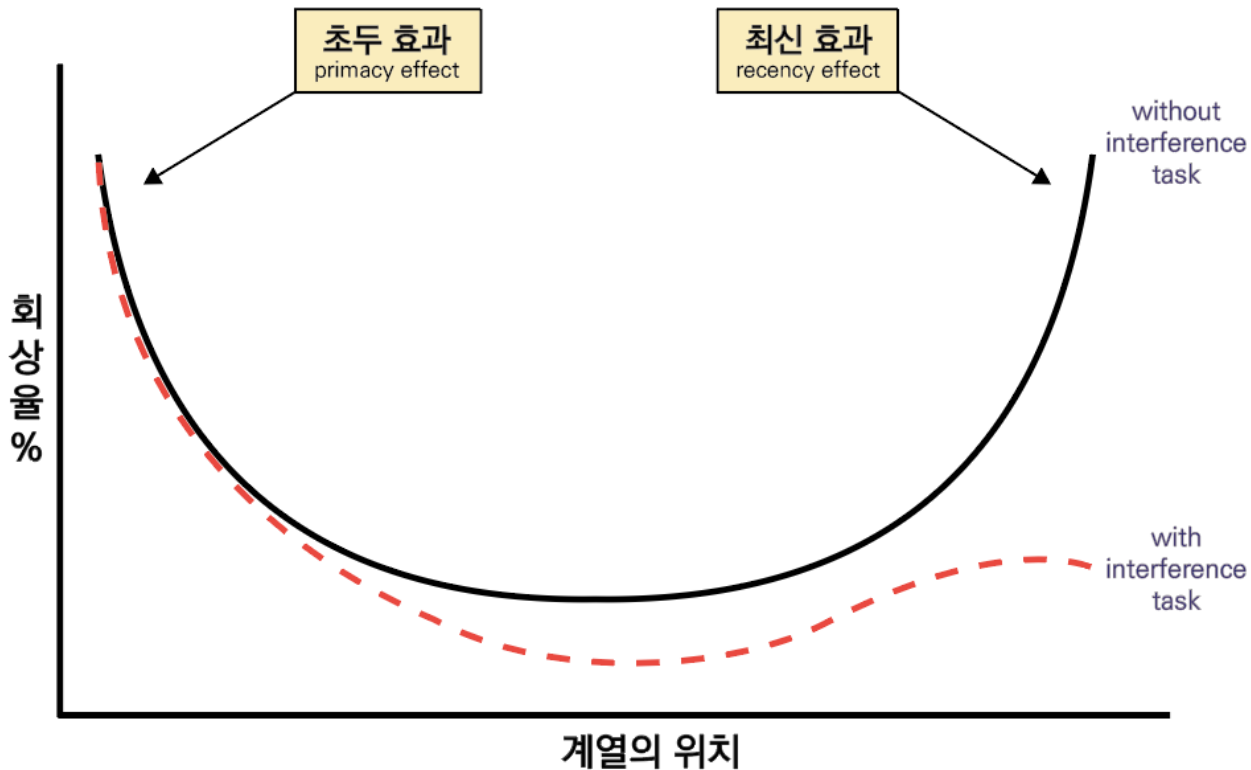 초두 효과
primacy effect
최신 효과
recency effect
without
interference
task
회
상
율
%
with
interference
task
계열의 위치